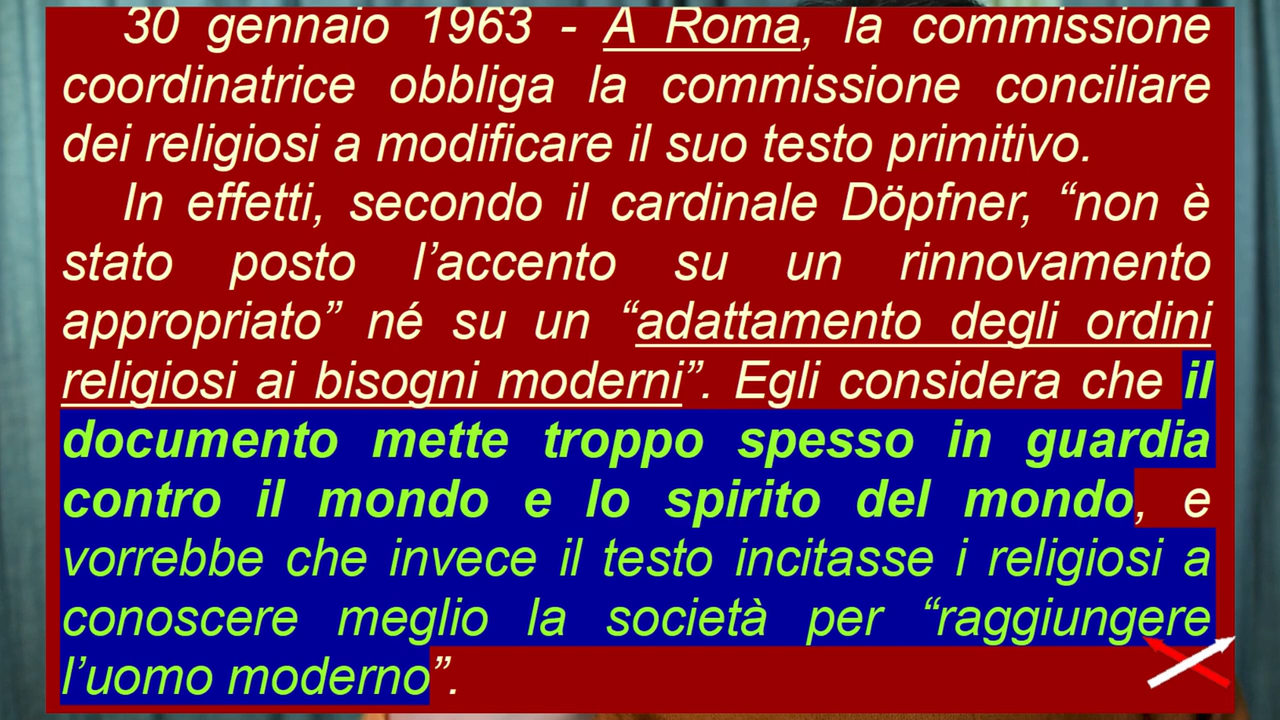 30 gennaio 1963 - A Roma, la commissione
coordinatrice obbliga la commissione conciliare
dei religiosi a modificare il suo testo primitivo.
In effetti, secondo il cardinale Döpfner, “non è
stato posto l’accento su un rinnovamento
appropriato” né su un “adattamento degli ordini
religiosi ai bisogni moderni”. Egli considera che il
documento mette troppo spesso in guardia
contro il mondo e lo spirito del mondo, e
vorrebbe che invece il testo incitasse i religiosi a
conoscere meglio la società per “raggiungere
l’uomo moderno”.